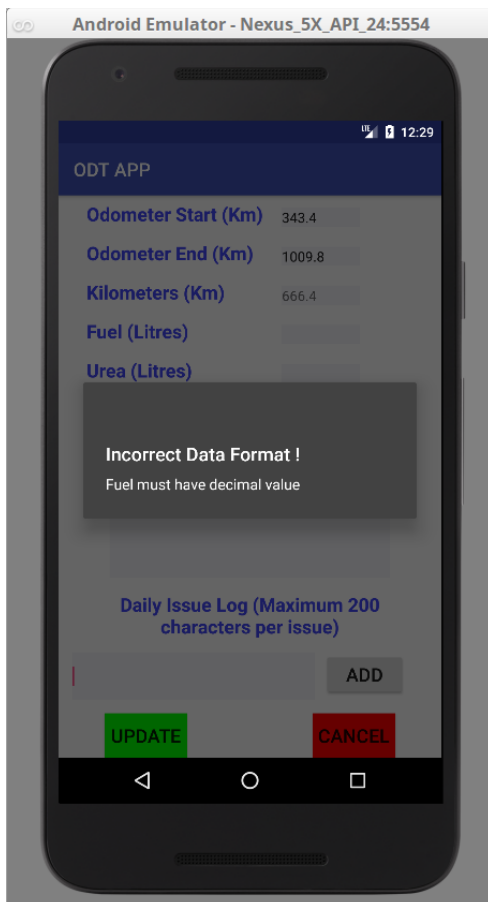 Android Emulator - Nexus_5X_API_24:5554
LTE 12:29
ODT APP
Odometer Start (Km) 343.4
Odometer End (Km) 1009.8
Kilometers (Km) 666.4
Fuel (Litres)
Urea (Litres)
Incorrect Data Format !
Fuel must have decimal value
Daily Issue Log (Maximum 200
characters per issue)
ADD
UPDATE CANCEL